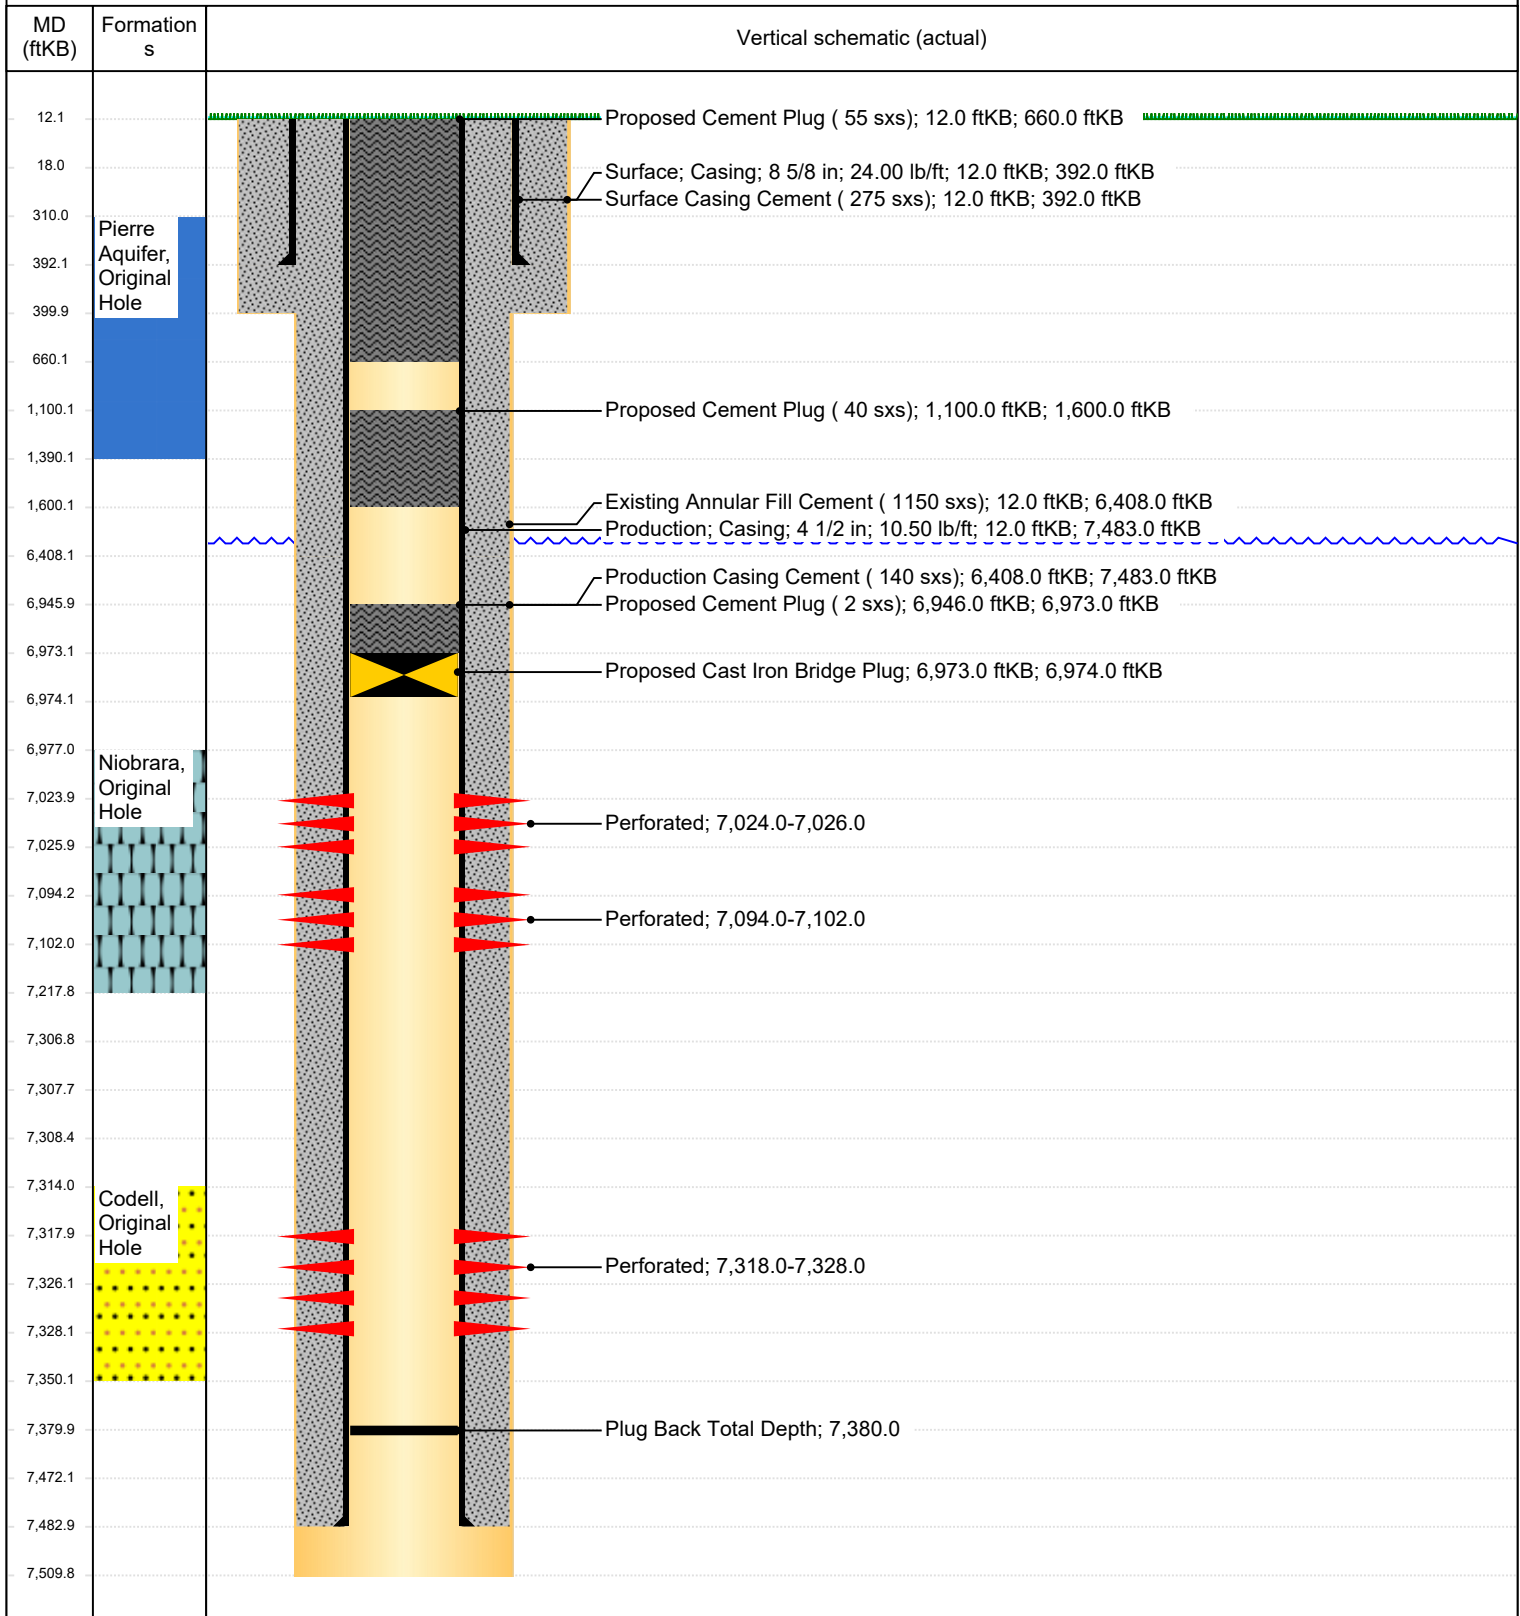 MD
(ftKB)
Formation
s
Vertical schematic (actual)
12.1
Proposed Cement Plug ( 55 sxs); 12.0 ftKB; 660.0 ftKB
18.0
Surface; Casing; 8 5/8 in; 24.00 lb/ft; 12.0 ftKB; 392.0 ftKB
Surface Casing Cement ( 275 sxs); 12.0 ftKB; 392.0 ftKB
310.0
Pierre
Aquifer,
Original
Hole
392.1
399.9
660.1
1,100.1
Proposed Cement Plug ( 40 sxs); 1,100.0 ftKB; 1,600.0 ftKB
1,390.1
1,600.1
Existing Annular Fill Cement ( 1150 sxs); 12.0 ftKB; 6,408.0 ftKB
Production; Casing; 4 1/2 in; 10.50 lb/ft; 12.0 ftKB; 7,483.0 ftKB
6,408.1
Production Casing Cement ( 140 sxs); 6,408.0 ftKB; 7,483.0 ftKB
6,945.9
Proposed Cement Plug ( 2 sxs); 6,946.0 ftKB; 6,973.0 ftKB
6,973.1
Proposed Cast Iron Bridge Plug; 6,973.0 ftKB; 6,974.0 ftKB
6,974.1
6,977.0
Niobrara,
Original
Hole
7,023.9
Perforated; 7,024.0-7,026.0
7,025.9
7,094.2
Perforated; 7,094.0-7,102.0
7,102.0
7,217.8
7,306.8
7,307.7
7,308.4
7,314.0
Codell,
Original
Hole
7,317.9
Perforated; 7,318.0-7,328.0
7,326.1
7,328.1
7,350.1
7,379.9
Plug Back Total Depth; 7,380.0
7,472.1
7,482.9
7,509.8